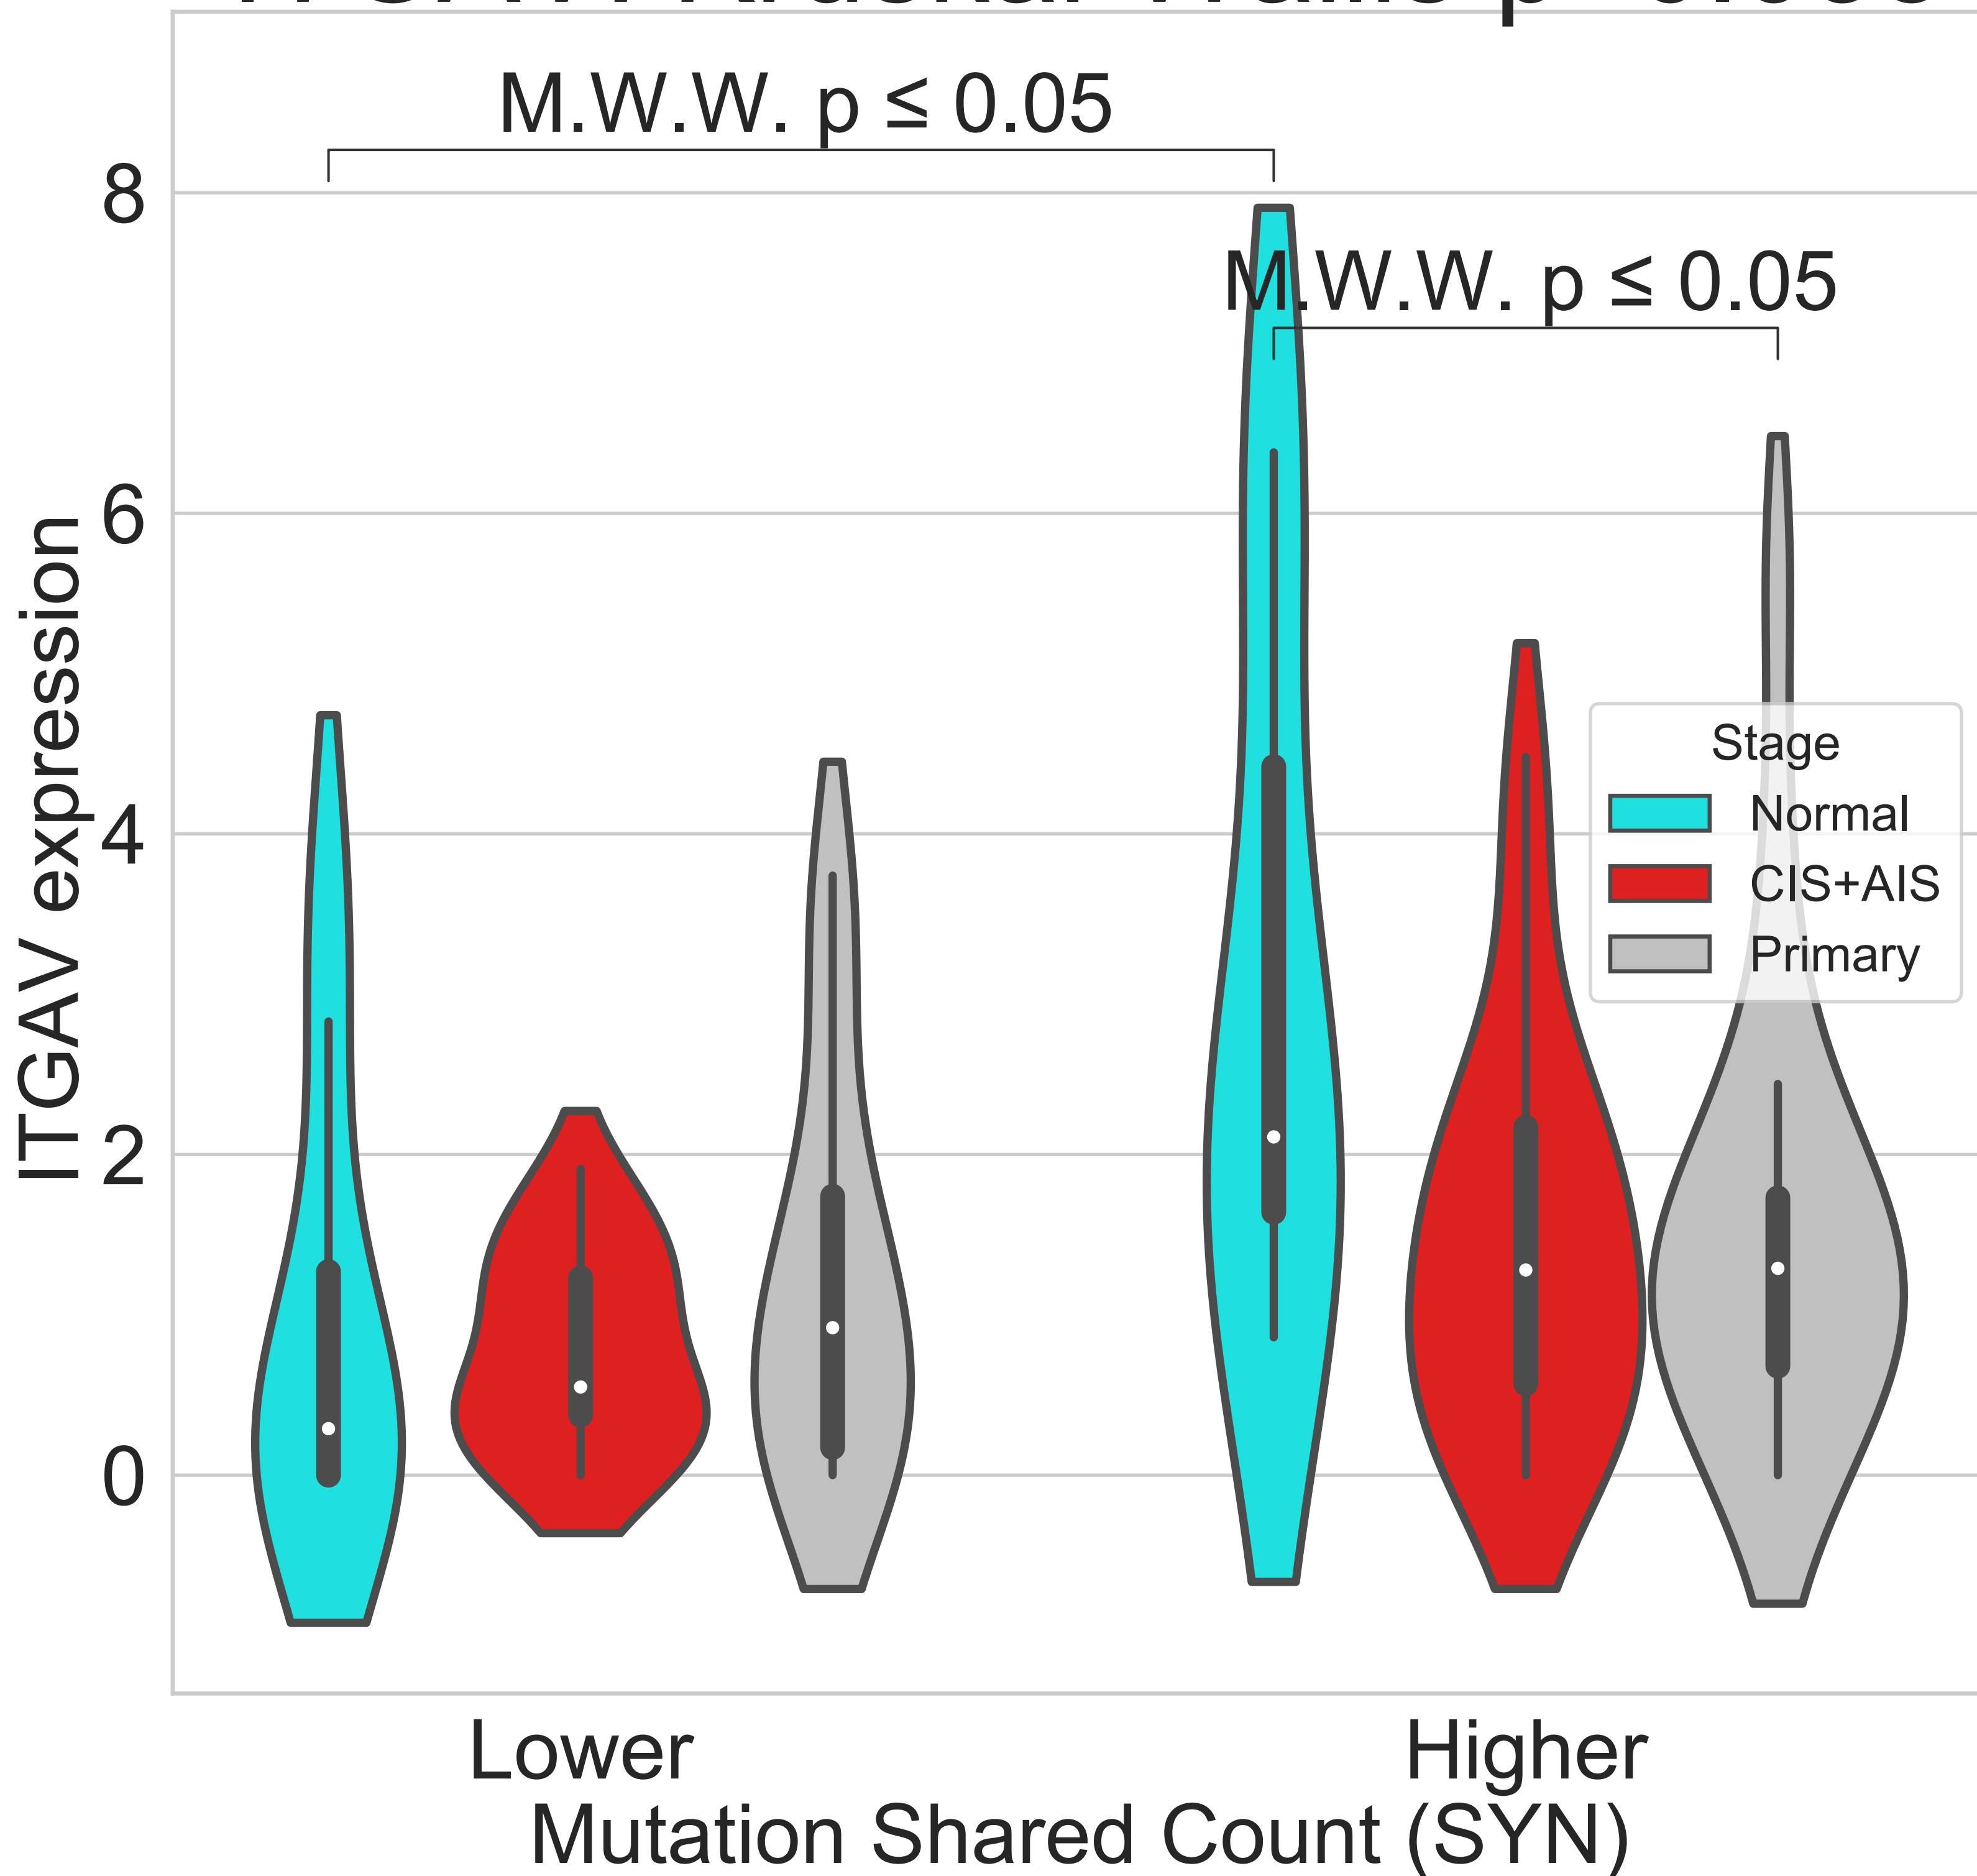 M.W.W. p ≤ 0.05
8
M.W.W. p ≤ 0.05
6
4
2
0
ITGAV expression
Stage
Normal
CIS+AIS
Primary
Lower
Higher
Mutation Shared Count (SYN)